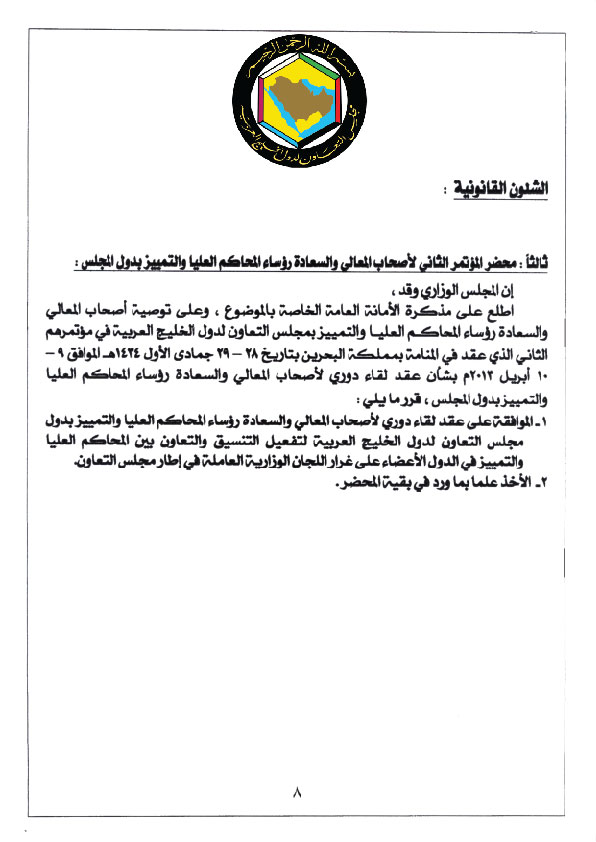 بسم الله الرحمن الرحيم
مجلس التعاون لدول الخليج العربية
الشئون القانونية :
ثالثاً : محضر المؤتمر الثاني لأصحاب المعالي والسعادة رؤساء المحاكم العليا والتمييز بدول المجلس :
إن المجلس الوزاري وقد ،
اطلع على مذكرة الأمانة العامة الخاصة بالموضوع ، وعلى توصية أصحاب المعالي
والسعادة رؤساء المحاكم العليا والتمييز بمجلس التعاون لدول الخليج العربية في مؤتمرهم
الثاني الذي عقد في المنامة بمملكة البحرين بتاريخ ٢٨ – ٢٩ جمادى الأول ١٤٣٤هـ الموافق ٩ –
١٠ أبريل ٢٠١٣م بشأن عقد لقاء دوري لأصحاب المعالي والسعادة رؤساء المحاكم العليا
والتمييز بدول المجلس ، قرر ما يلي :
١- الموافقة على عقد لقاء دوري لأصحاب المعالي والسعادة رؤساء المحاكم العليا والتمييز بدول
مجلس التعاون لدول الخليج العربية لتفعيل التنسيق والتعاون بين المحاكم العليا
والتمييز في الدول الأعضاء على غرار اللجان الوزارية العاملة في إطار مجلس التعاون.
٢- الأخذ علما بما ورد في بقية المحضر .
٨